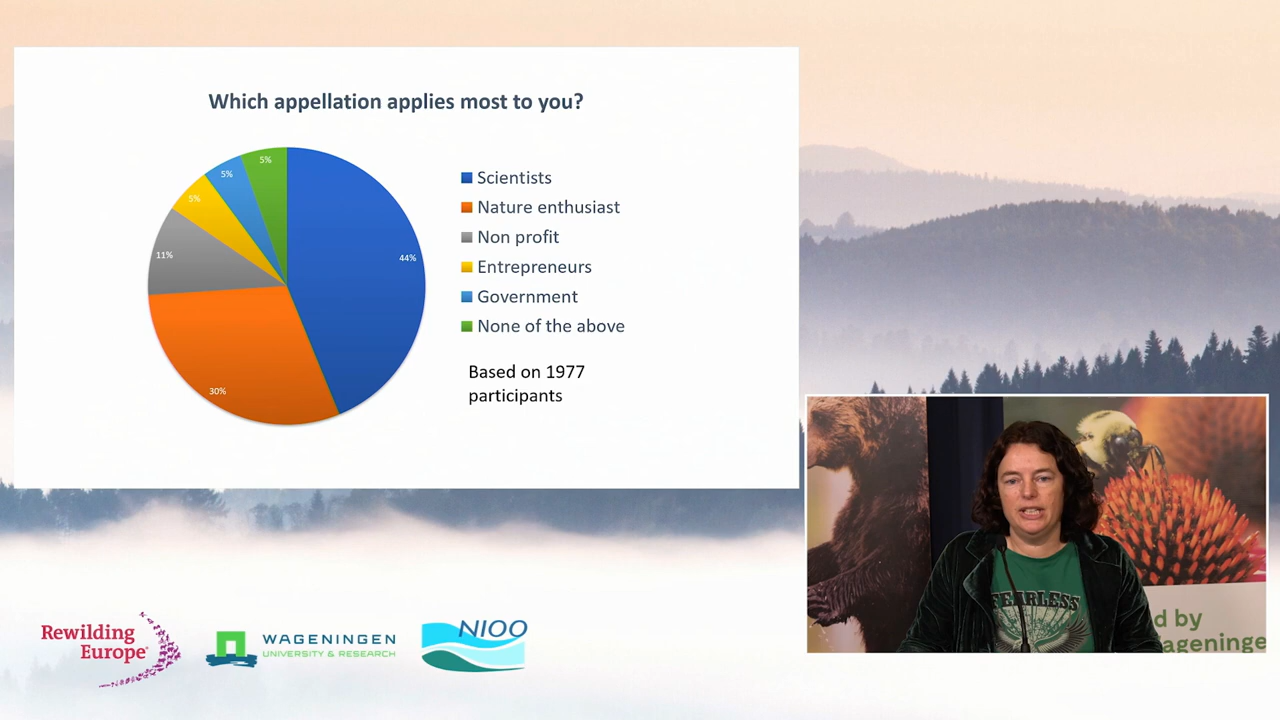 Which appellation applies most to you?
5%
5%
5%
11%
44%
30%
Scientists
Nature enthusiast
Non profit
Entrepreneurs
Government
None of the above
Based on 1977
participants
FEARLESS
d by
ageninge
Rewilding
Europe
WAGENINGEN
UNIVERSITY & RESEARCH
NIOO